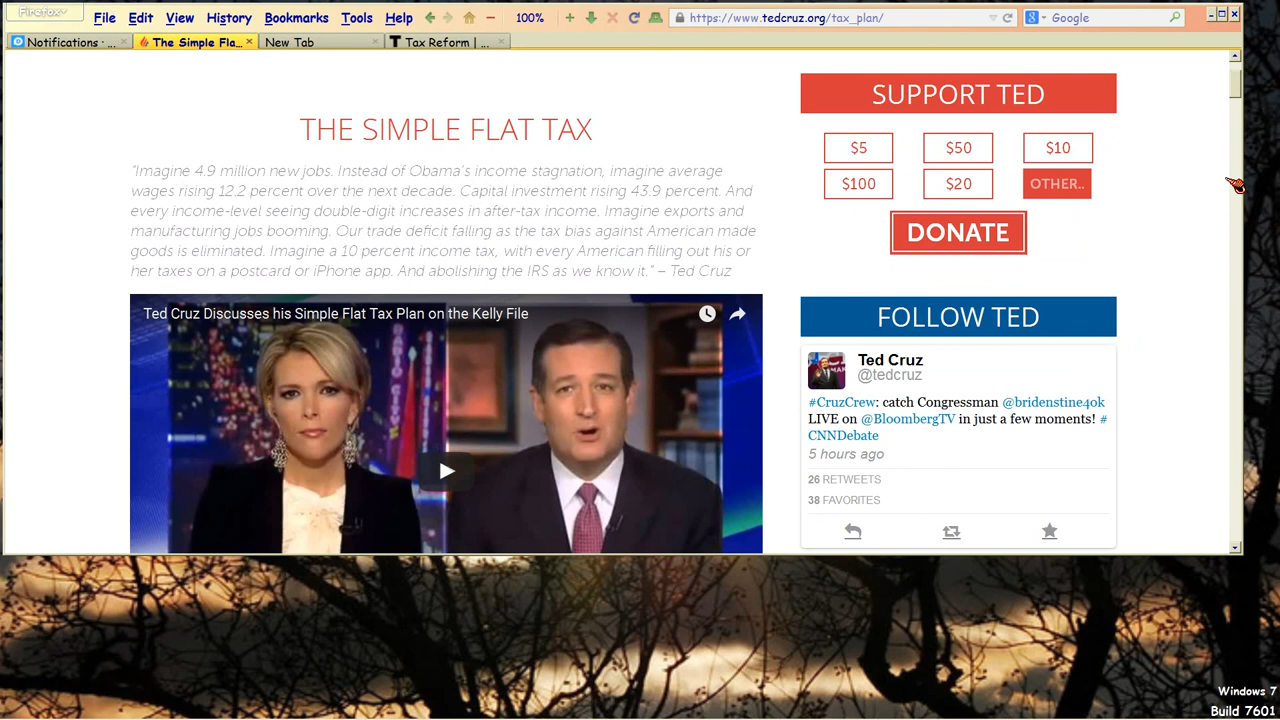 Firefox
File Edit View History Bookmarks Tools Help 100% https://www.tedcruz.org/tax_plan/ Google
Notifications · ... The Simple Fla... New Tab Tax Reform | ...
SUPPORT TED
$5 $50 $10
$100 $20 OTHER..
DONATE
THE SIMPLE FLAT TAX
"Imagine 4.9 million new jobs. Instead of Obama's income stagnation, imagine average
wages rising 12.2 percent over the next decade. Capital investment rising 43.9 percent. And
every income-level seeing double-digit increases in after-tax income. Imagine exports and
manufacturing jobs booming. Our trade deficit falling as the tax bias against American made
goods is eliminated. Imagine a 10 percent income tax, with every American filling out his or
her taxes on a postcard or iPhone app. And abolishing the IRS as we know it." – Ted Cruz
Ted Cruz Discusses his Simple Flat Tax Plan on the Kelly File
FOLLOW TED
Ted Cruz
@tedcruz
#CruzCrew: catch Congressman @bridenstine4ok
LIVE on @BloombergTV in just a few moments! #
CNNDebate
5 hours ago
26 RETWEETS
38 FAVORITES
Windows 7
Build 7601